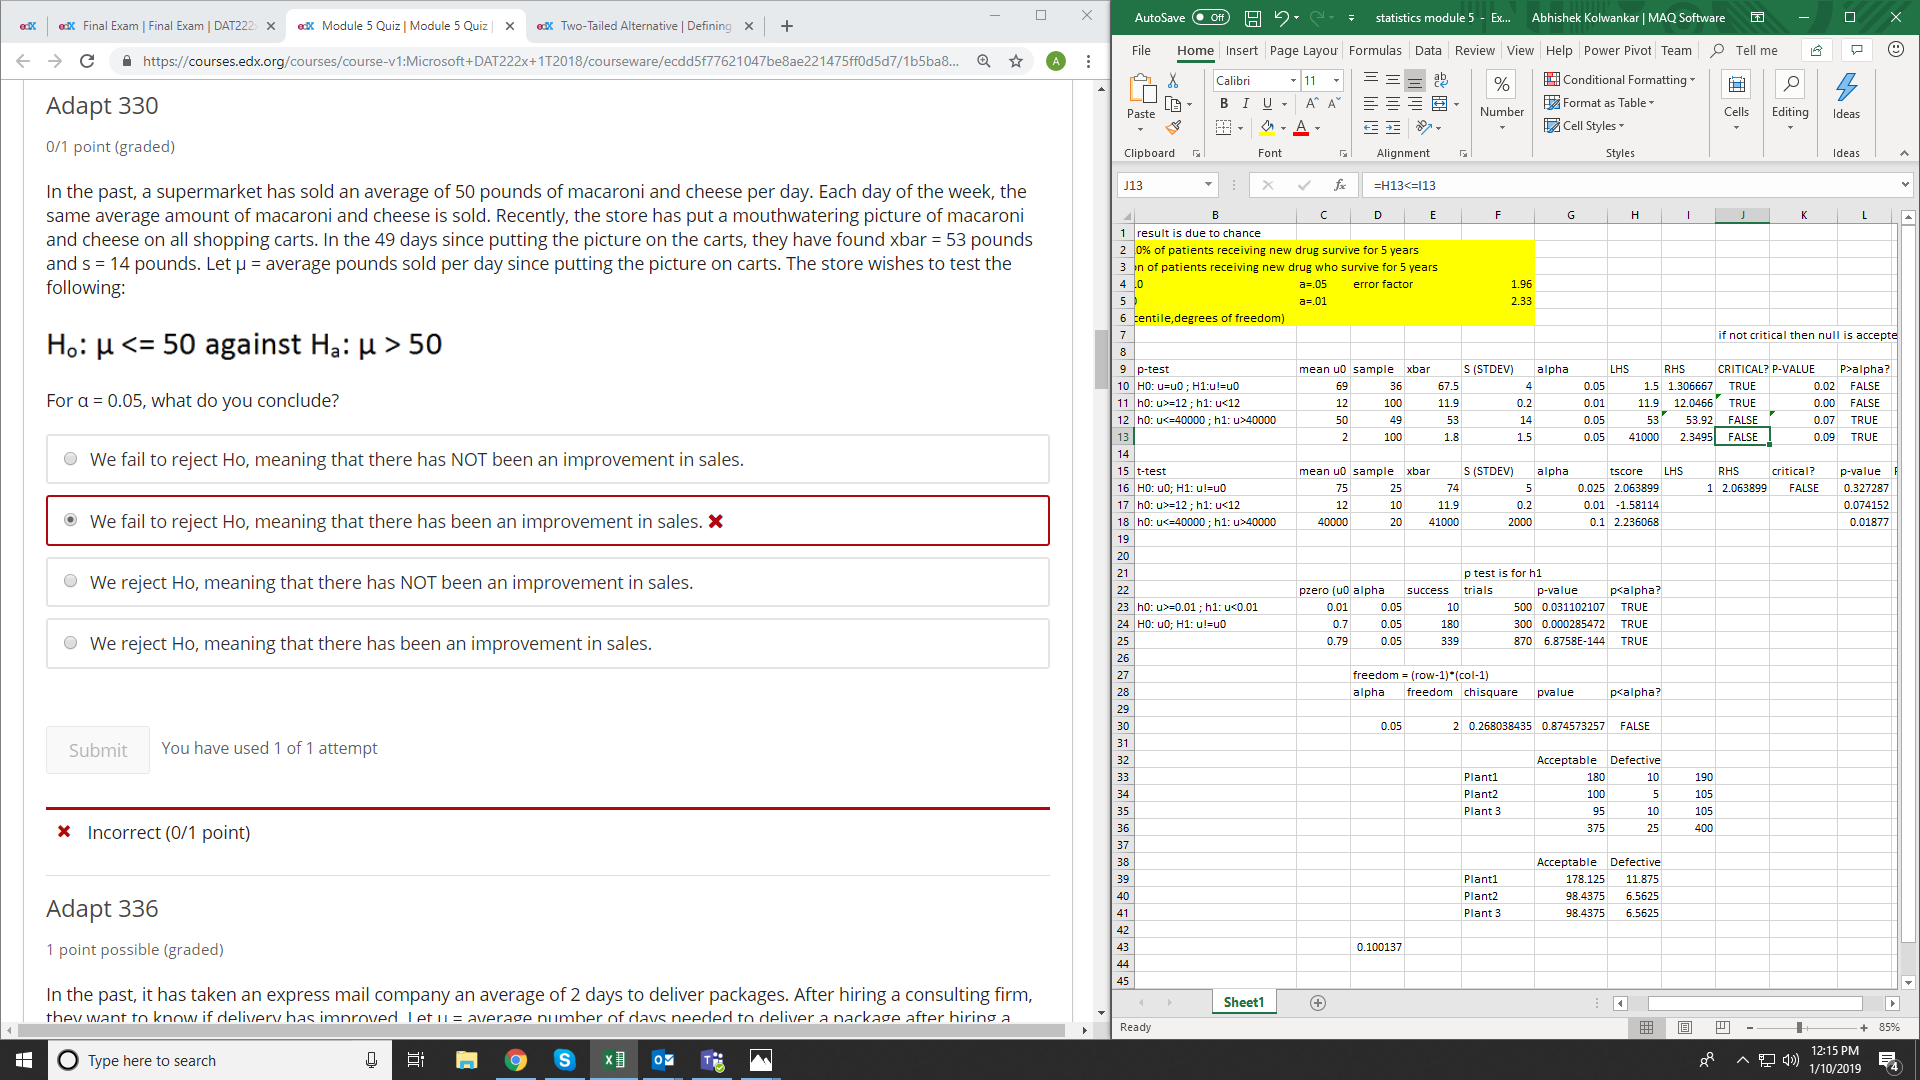 Final Exam | Final Exam | DAT222
Module 5 Quiz | Module 5 Quiz |
Two-Tailed Alternative | Defining
https://courses.edx.org/courses/course-v1:Microsoft+DAT222x+1T2018/courseware/ecdd5f77621047be8ae221475ff0d5d7/1b5ba8...
A
Adapt 330
0/1 point (graded)
In the past, a supermarket has sold an average of 50 pounds of macaroni and cheese per day. Each day of the week, the
same average amount of macaroni and cheese is sold. Recently, the store has put a mouthwatering picture of macaroni
and cheese on all shopping carts. In the 49 days since putting the picture on the carts, they have found xbar = 53 pounds
and s = 14 pounds. Let µ = average pounds sold per day since putting the picture on carts. The store wishes to test the
following:
Ho: µ <= 50 against Ha: µ > 50
For α = 0.05, what do you conclude?
We fail to reject Ho, meaning that there has NOT been an improvement in sales.
We fail to reject Ho, meaning that there has been an improvement in sales.
We reject Ho, meaning that there has NOT been an improvement in sales.
We reject Ho, meaning that there has been an improvement in sales.
Submit You have used 1 of 1 attempt
Incorrect (0/1 point)
Adapt 336
1 point possible (graded)
In the past, it has taken an express mail company an average of 2 days to deliver packages. After hiring a consulting firm,
they want to know if delivery has improved. Let µ = average number of days needed to deliver a package after hiring a
AutoSave Off statistics module 5 - Ex... Abhishek Kolwankar | MAQ Software
File Home Insert Page Layou Formulas Data Review View Help Power Pivot Team Tell me
Paste
Calibri 11
B I U
Number
Conditional Formatting
Format as Table
Cell Styles
Cells
Editing
Ideas
Clipboard Font Alignment Styles Ideas
J13 fx =H13<=I13
B C D E F G H I J K L
1 result is due to chance
2 0% of patients receiving new drug survive for 5 years
3 on of patients receiving new drug who survive for 5 years
4 .0 a=.05 error factor 1.96
5 a=.01 2.33
6 centile,degrees of freedom)
7 if not critical then null is accepte
8
9 p-test mean u0 sample xbar S (STDEV) alpha LHS RHS CRITICAL? P-VALUE P>alpha?
10 H0: u=u0 ; H1:u!=u0 69 36 67.5 4 0.05 1.5 1.306667 TRUE 0.02 FALSE
11 h0: u>=12 ; h1: u<12 12 100 11.9 0.2 0.01 11.9 12.0466 TRUE 0.00 FALSE
12 h0: u<=40000 ; h1: u>40000 50 49 53 14 0.05 53 53.92 FALSE 0.07 TRUE
13 2 100 1.8 1.5 0.05 41000 2.3495 FALSE 0.09 TRUE
14
15 t-test mean u0 sample xbar S (STDEV) alpha tscore LHS RHS critical? p-value
16 H0: u0; H1: u!=u0 75 25 74 5 0.025 2.063899 1 2.063899 FALSE 0.327287
17 h0: u>=12 ; h1: u<12 12 10 11.9 0.2 0.01 -1.58114 0.074152
18 h0: u<=40000 ; h1: u>40000 40000 20 41000 2000 0.1 2.236068 0.01877
19
20
21 p test is for h1
22 pzero (u0 alpha success trials p-value p<alpha?
23 h0: u>=0.01 ; h1: u<0.01 0.01 0.05 10 500 0.031102107 TRUE
24 H0: u0; H1: u!=u0 0.7 0.05 180 300 0.000285472 TRUE
25 0.79 0.05 339 870 6.8758E-144 TRUE
26
27 freedom = (row-1)*(col-1)
28 alpha freedom chisquare pvalue p<alpha?
29
30 0.05 2 0.268038435 0.874573257 FALSE
31
32 Acceptable Defective
33 Plant1 180 10 190
34 Plant2 100 5 105
35 Plant 3 95 10 105
36 375 25 400
37
38 Acceptable Defective
39 Plant1 178.125 11.875
40 Plant2 98.4375 6.5625
41 Plant 3 98.4375 6.5625
42
43 0.100137
44
45
Sheet1
Ready 85%
Type here to search
12:15 PM
1/10/2019
4